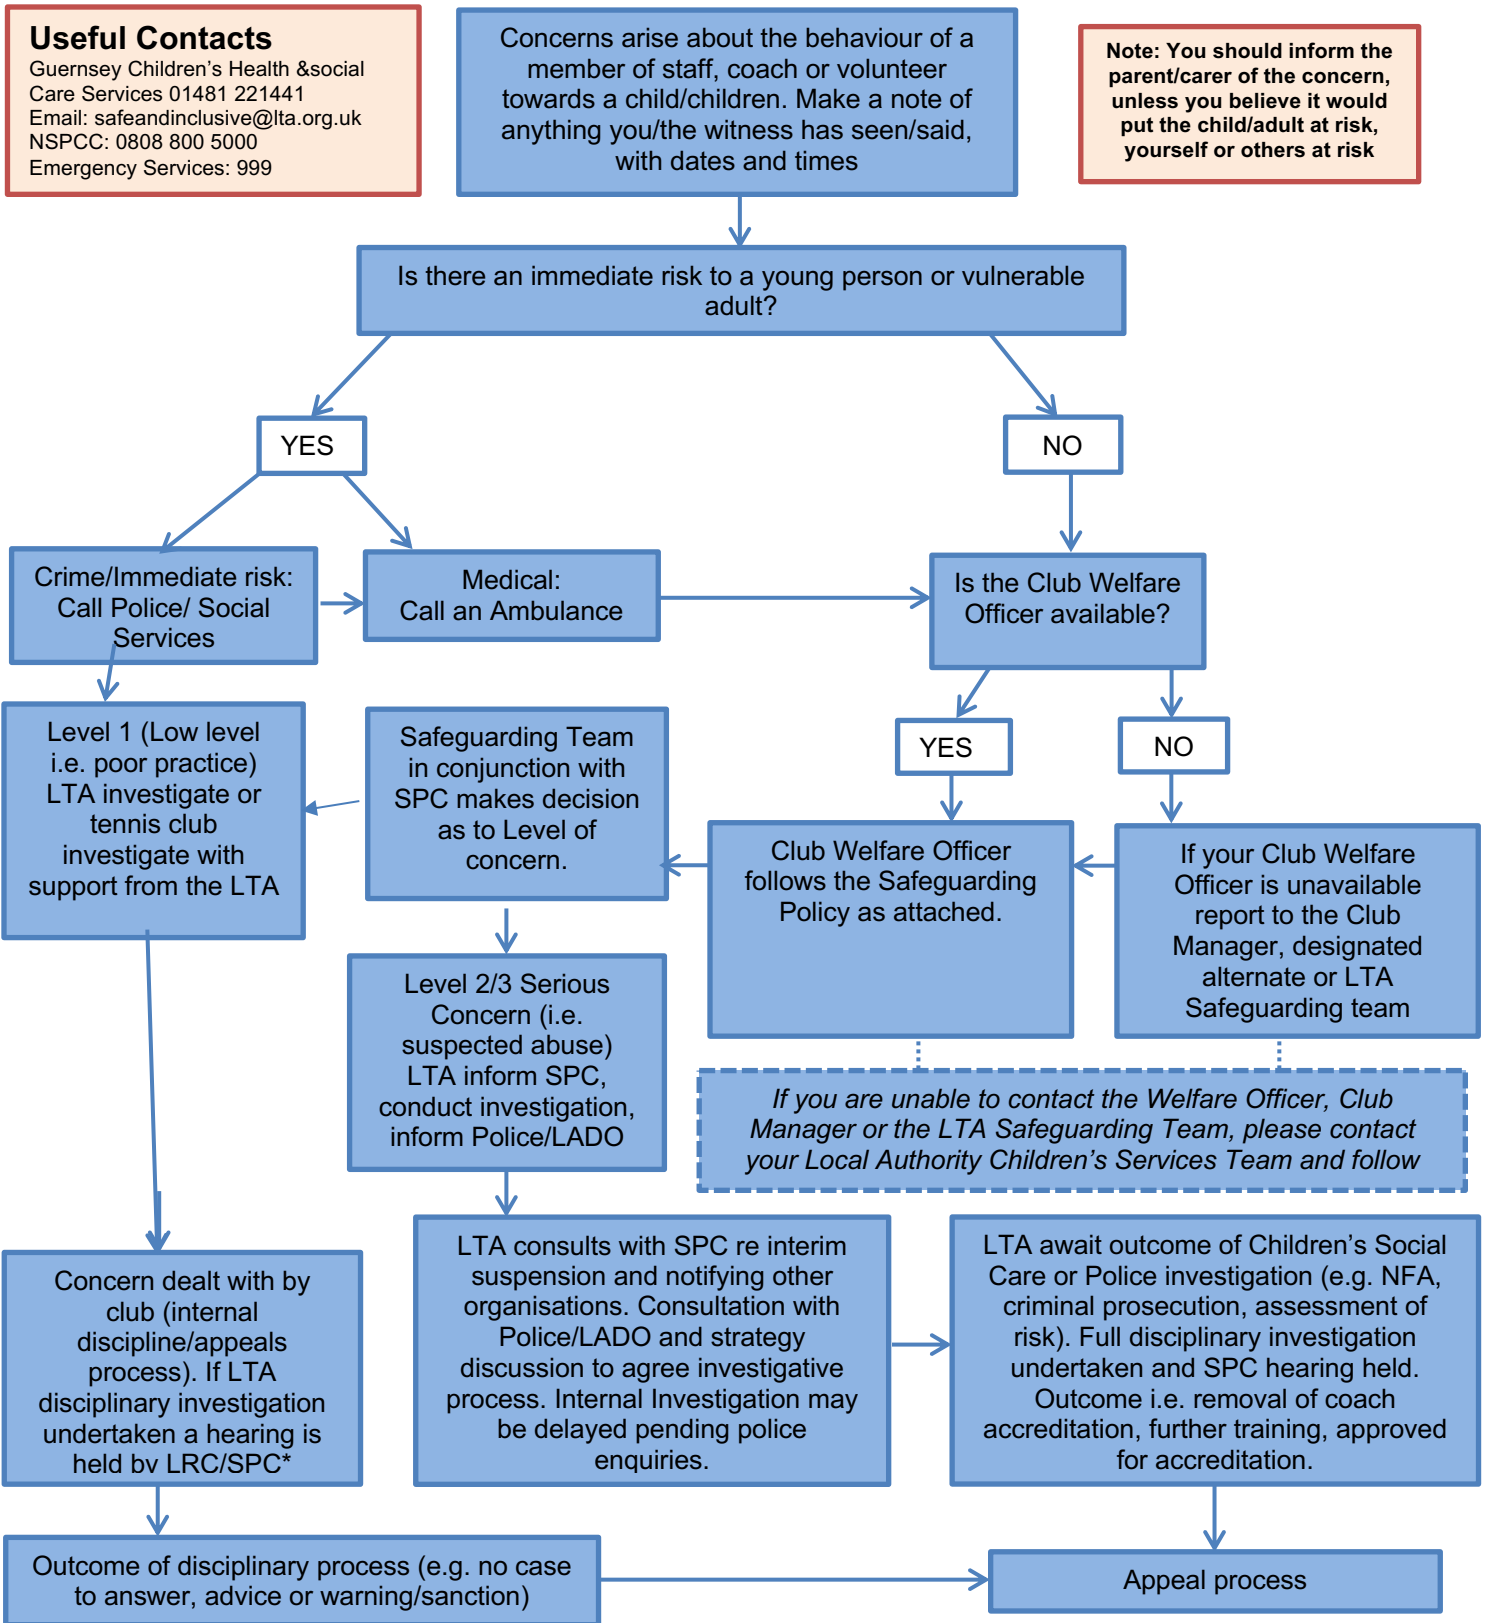 Useful Contacts
Guernsey Children's Health &social
Care Services 01481 221441
Email: safeandinclusive@lta.org.uk
NSPCC: 0808 800 5000
Emergency Services: 999
Concerns arise about the behaviour of a
member of staff, coach or volunteer
towards a child/children. Make a note of
anything you/the witness has seen/said,
with dates and times
Note: You should inform the
parent/carer of the concern,
unless you believe it would
put the child/adult at risk,
yourself or others at risk
Is there an immediate risk to a young person or vulnerable
adult?
YES
NO
Crime/Immediate risk:
Call Police/ Social
Services
Medical:
Call an Ambulance
Is the Club Welfare
Officer available?
YES
NO
Level 1 (Low level
i.e. poor practice)
LTA investigate or
tennis club
investigate with
support from the LTA
Safeguarding Team
in conjunction with
SPC makes decision
as to Level of
concern.
Club Welfare Officer
follows the Safeguarding
Policy as attached.
If your Club Welfare
Officer is unavailable
report to the Club
Manager, designated
alternate or LTA
Safeguarding team
Level 2/3 Serious
Concern (i.e.
suspected abuse)
LTA inform SPC,
conduct investigation,
inform Police/LADO
If you are unable to contact the Welfare Officer, Club
Manager or the LTA Safeguarding Team, please contact
your Local Authority Children's Services Team and follow
Concern dealt with by
club (internal
discipline/appeals
process). If LTA
disciplinary investigation
undertaken a hearing is
held by LRC/SPC*
LTA consults with SPC re interim
suspension and notifying other
organisations. Consultation with
Police/LADO and strategy
discussion to agree investigative
process. Internal Investigation may
be delayed pending police
enquiries.
LTA await outcome of Children's Social
Care or Police investigation (e.g. NFA,
criminal prosecution, assessment of
risk). Full disciplinary investigation
undertaken and SPC hearing held.
Outcome i.e. removal of coach
accreditation, further training, approved
for accreditation.
Outcome of disciplinary process (e.g. no case
to answer, advice or warning/sanction)
Appeal process